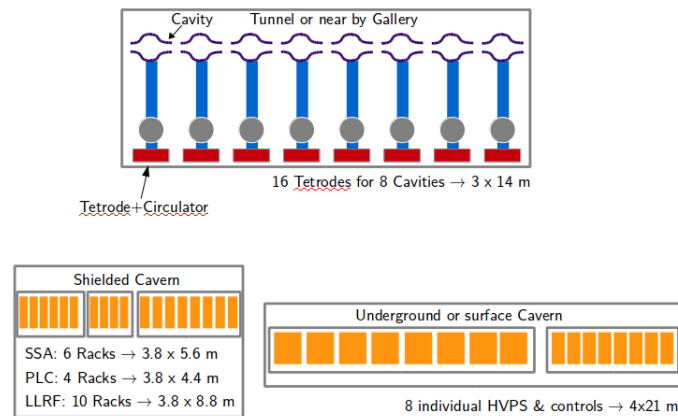 Cavity
Tunnel or near by Gallery
16 Tetrodes for 8 Cavities → 3 x 14 m
Tetrode+Circulator
Shielded Cavern
SSA: 6 Racks → 3.8 x 5.6 m
PLC: 4 Racks → 3.8 x 4.4 m
LLRF: 10 Racks → 3.8 x 8.8 m
Underground or surface Cavern
8 individual HVPS & controls → 4x21 m